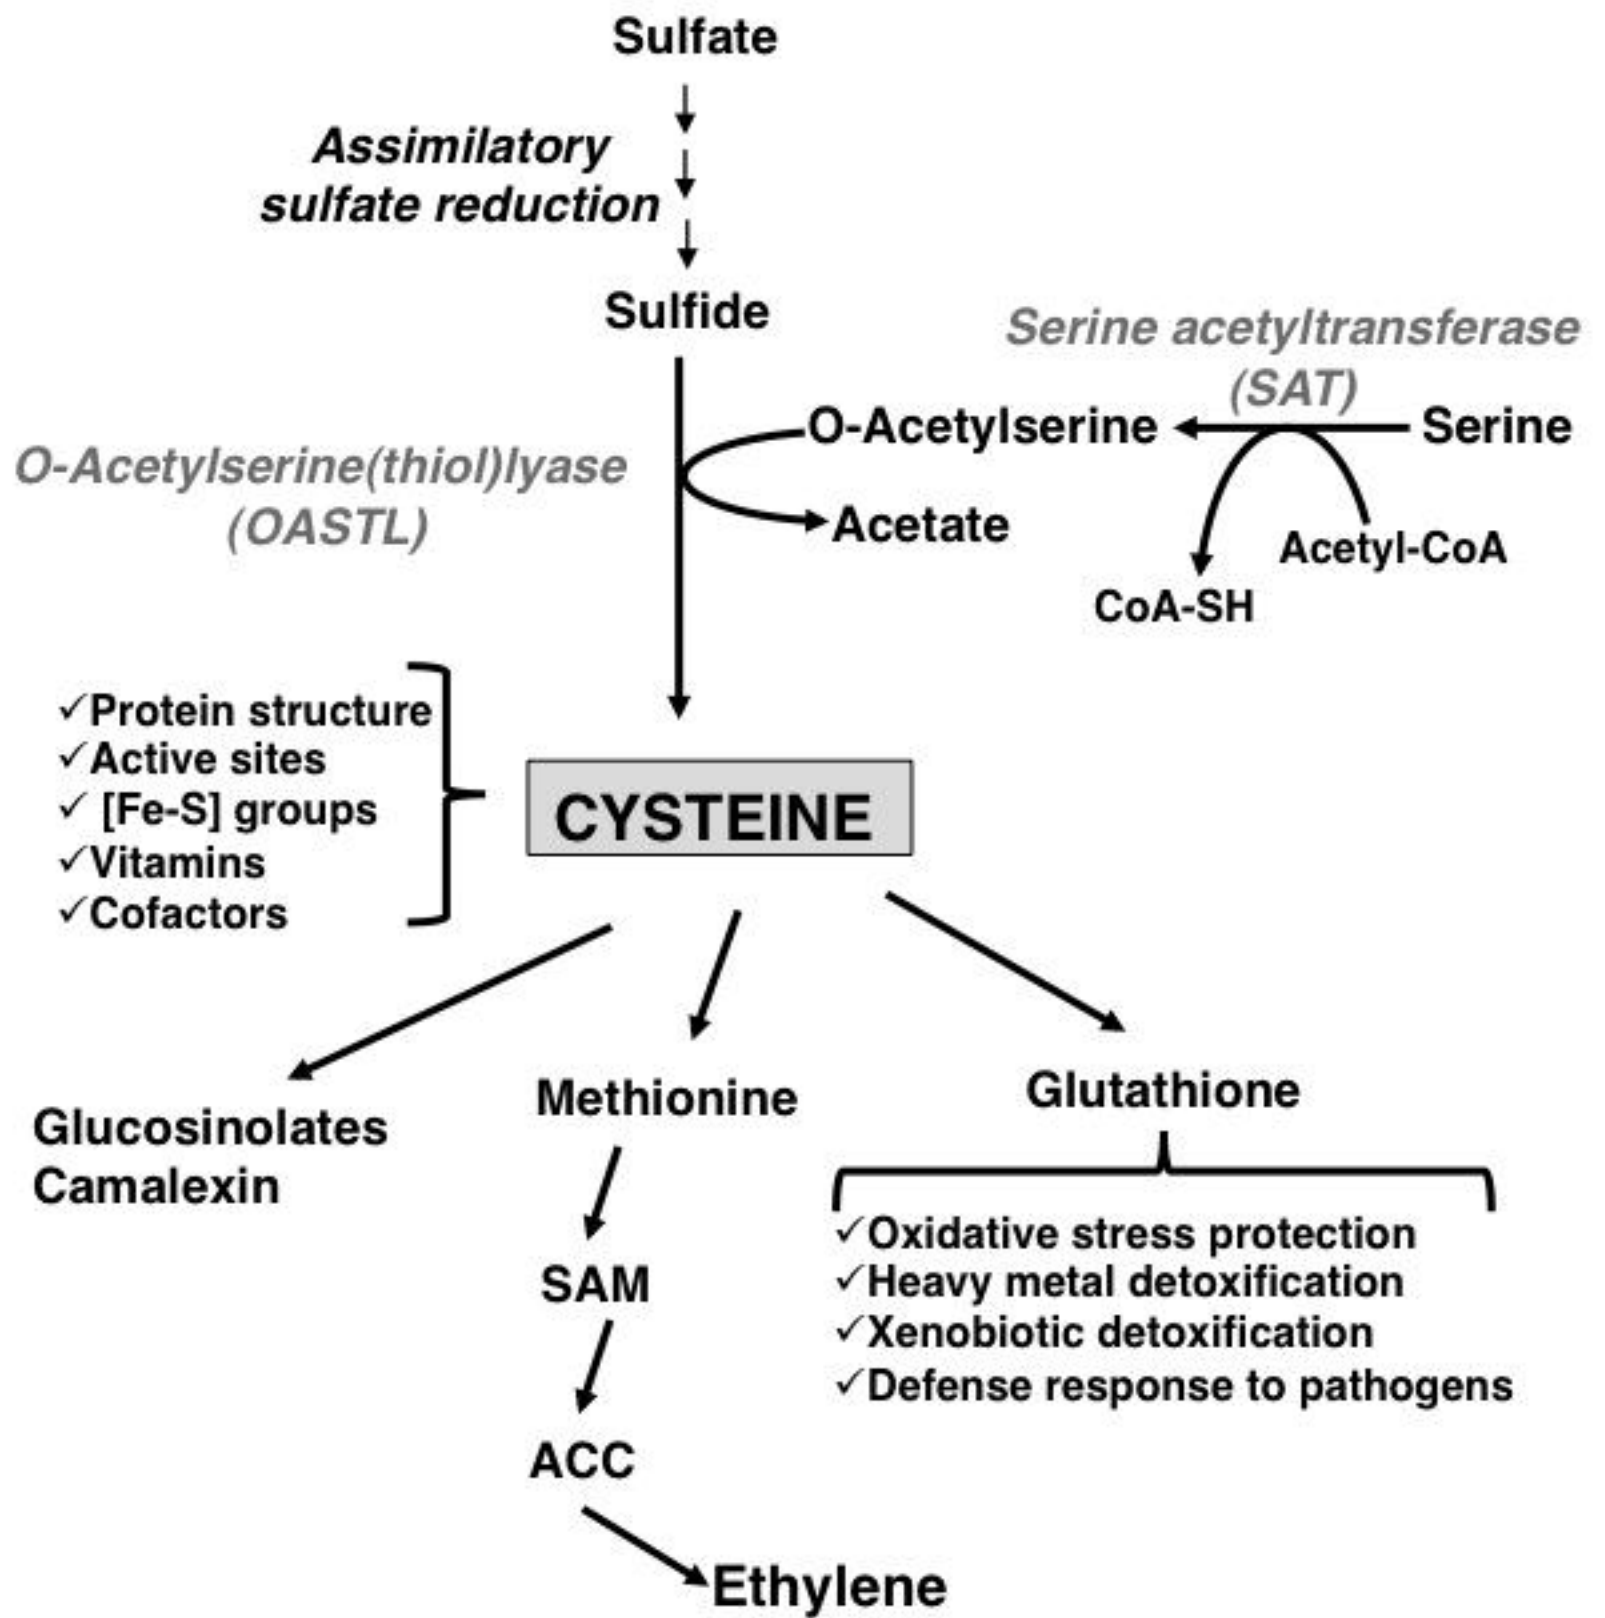 Sulfate
Assimilatory
sulfate reduction
Sulfide
Serine acetyltransferase
(SAT)
O-Acetylserine
Serine
O-Acetylserine(thiol)lyase
(OASTL)
Acetate
Acetyl-CoA
CoA-SH
✓Protein structure
✓Active sites
✓ [Fe-S] groups
✓Vitamins
✓Cofactors
CYSTEINE
Glucosinolates
Camalexin
Methionine
SAM
ACC
Ethylene
Glutathione
✓Oxidative stress protection
✓Heavy metal detoxification
✓Xenobiotic detoxification
✓Defense response to pathogens